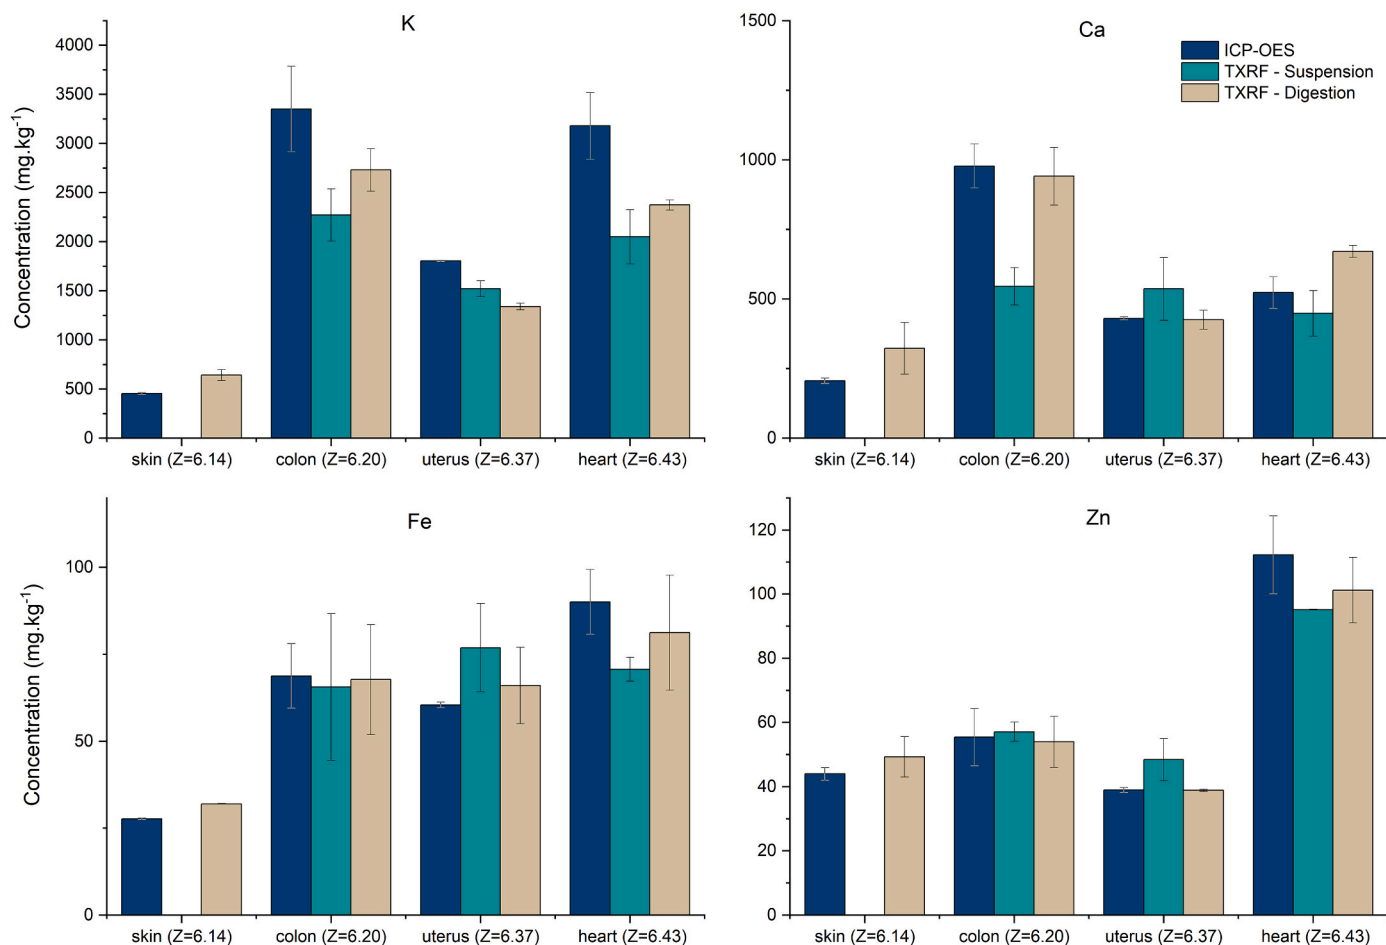 K
Concentration (mg.kg⁻¹)
4000
3500
3000
2500
2000
1500
1000
500
0
skin (Z=6.14) colon (Z=6.20) uterus (Z=6.37) heart (Z=6.43)
Ca
ICP-OES
TXRF - Suspension
TXRF - Digestion
1500
1000
500
0
skin (Z=6.14) colon (Z=6.20) uterus (Z=6.37) heart (Z=6.43)
Fe
Concentration (mg.kg⁻¹)
100
50
0
skin (Z=6.14) colon (Z=6.20) uterus (Z=6.37) heart (Z=6.43)
Zn
120
100
80
60
40
20
0
skin (Z=6.14) colon (Z=6.20) uterus (Z=6.37) heart (Z=6.43)